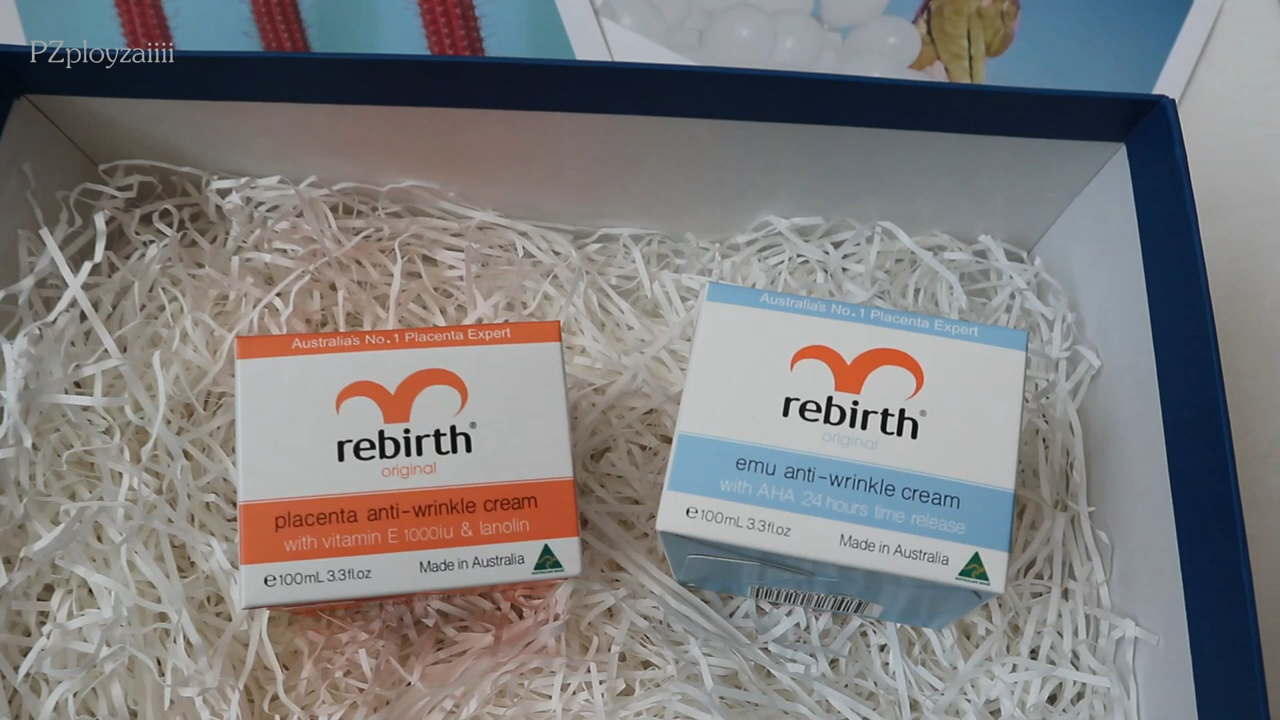 PZployzaiiii
Australia's No.1 Placenta Expert
rebirth®
original
placenta anti-wrinkle cream
with vitamin E 1000iu & lanolin
e100mL 3.3fl.oz
Made in Australia
Australia's No.1 Placenta Expert
rebirth®
original
emu anti-wrinkle cream
with AHA 24 hours time release
e100mL 3.3fl.oz
Made in Australia